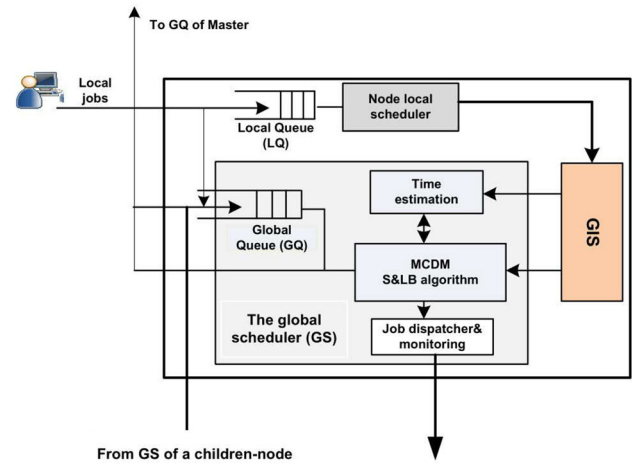 To GQ of Master
Local
jobs
Node local
scheduler
Local Queue
(LQ)
Time
estimation
GIS
Global
Queue (GQ)
MCDM
S&LB algorithm
The global
scheduler (GS)
Job dispatcher&
monitoring
From GS of a children-node